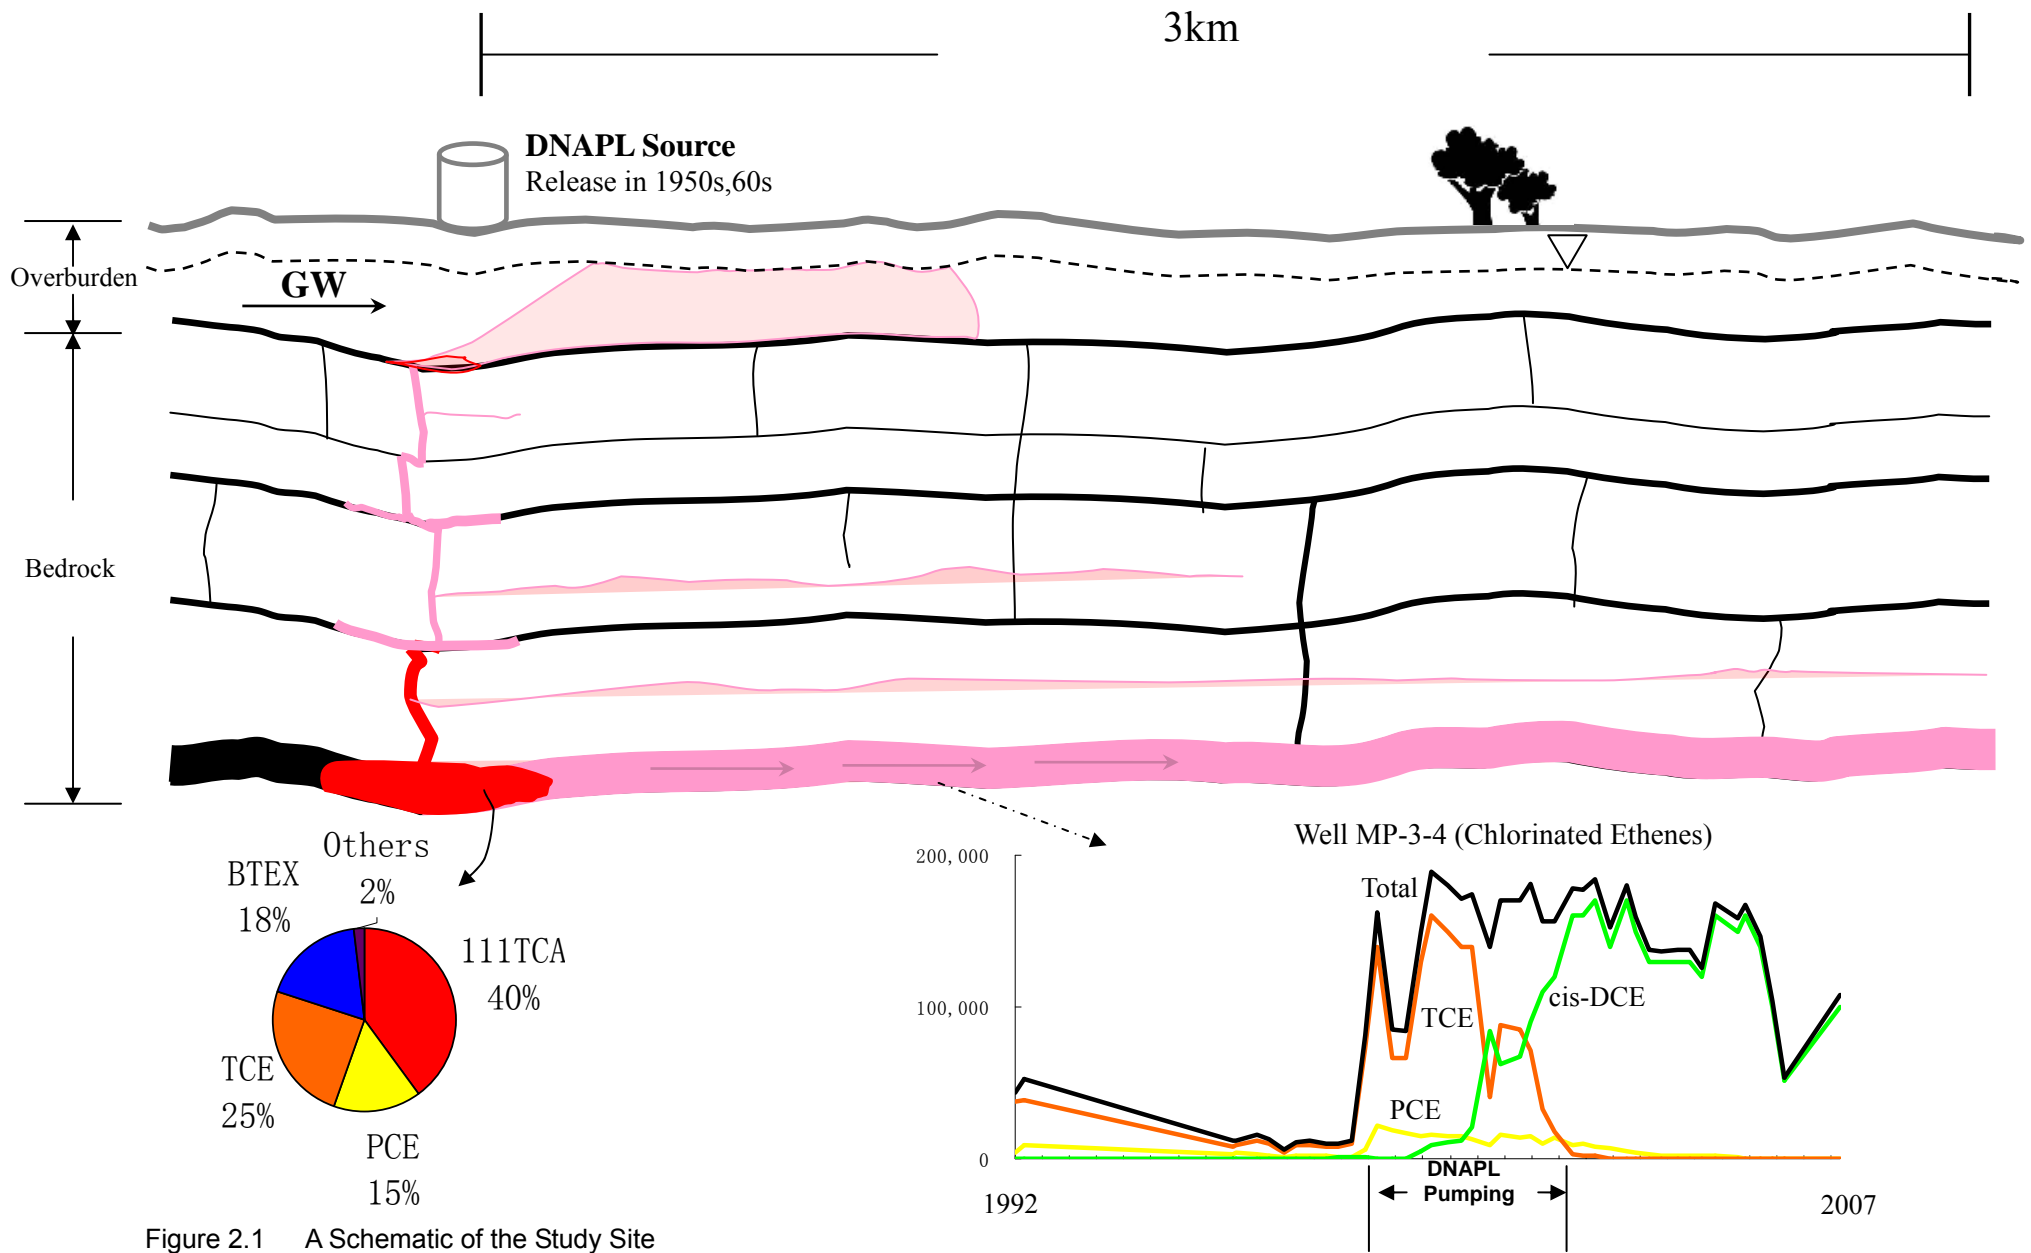 3km
DNAPL Source
Release in 1950s,60s
Overburden
GW
Bedrock
Others
2%
BTEX
18%
111TCA
40%
TCE
25%
PCE
15%
Well MP-3-4 (Chlorinated Ethenes)
200,000
100,000
0
Total
TCE
cis-DCE
PCE
DNAPL
Pumping
1992
2007
Figure 2.1 A Schematic of the Study Site